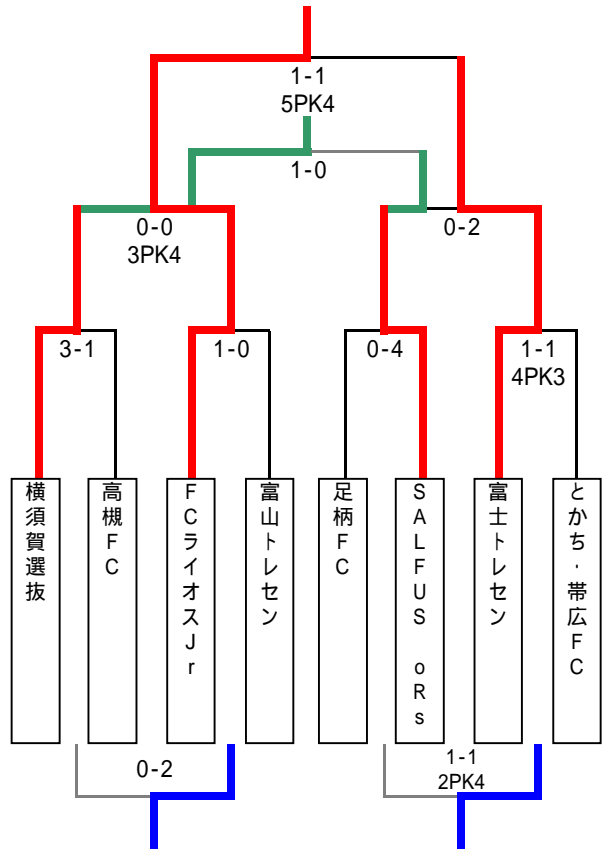 1-1
5PK4
1-0
0-0
3PK4
0-2
3-1
1-0
0-4
1-1
4PK3
横須賀選抜
高槻FC
FCライオスJr
富山トレセン
足柄FC
SALFUS oRs
富士トレセン
とかち・帯広FC
0-2
1-1
2PK4